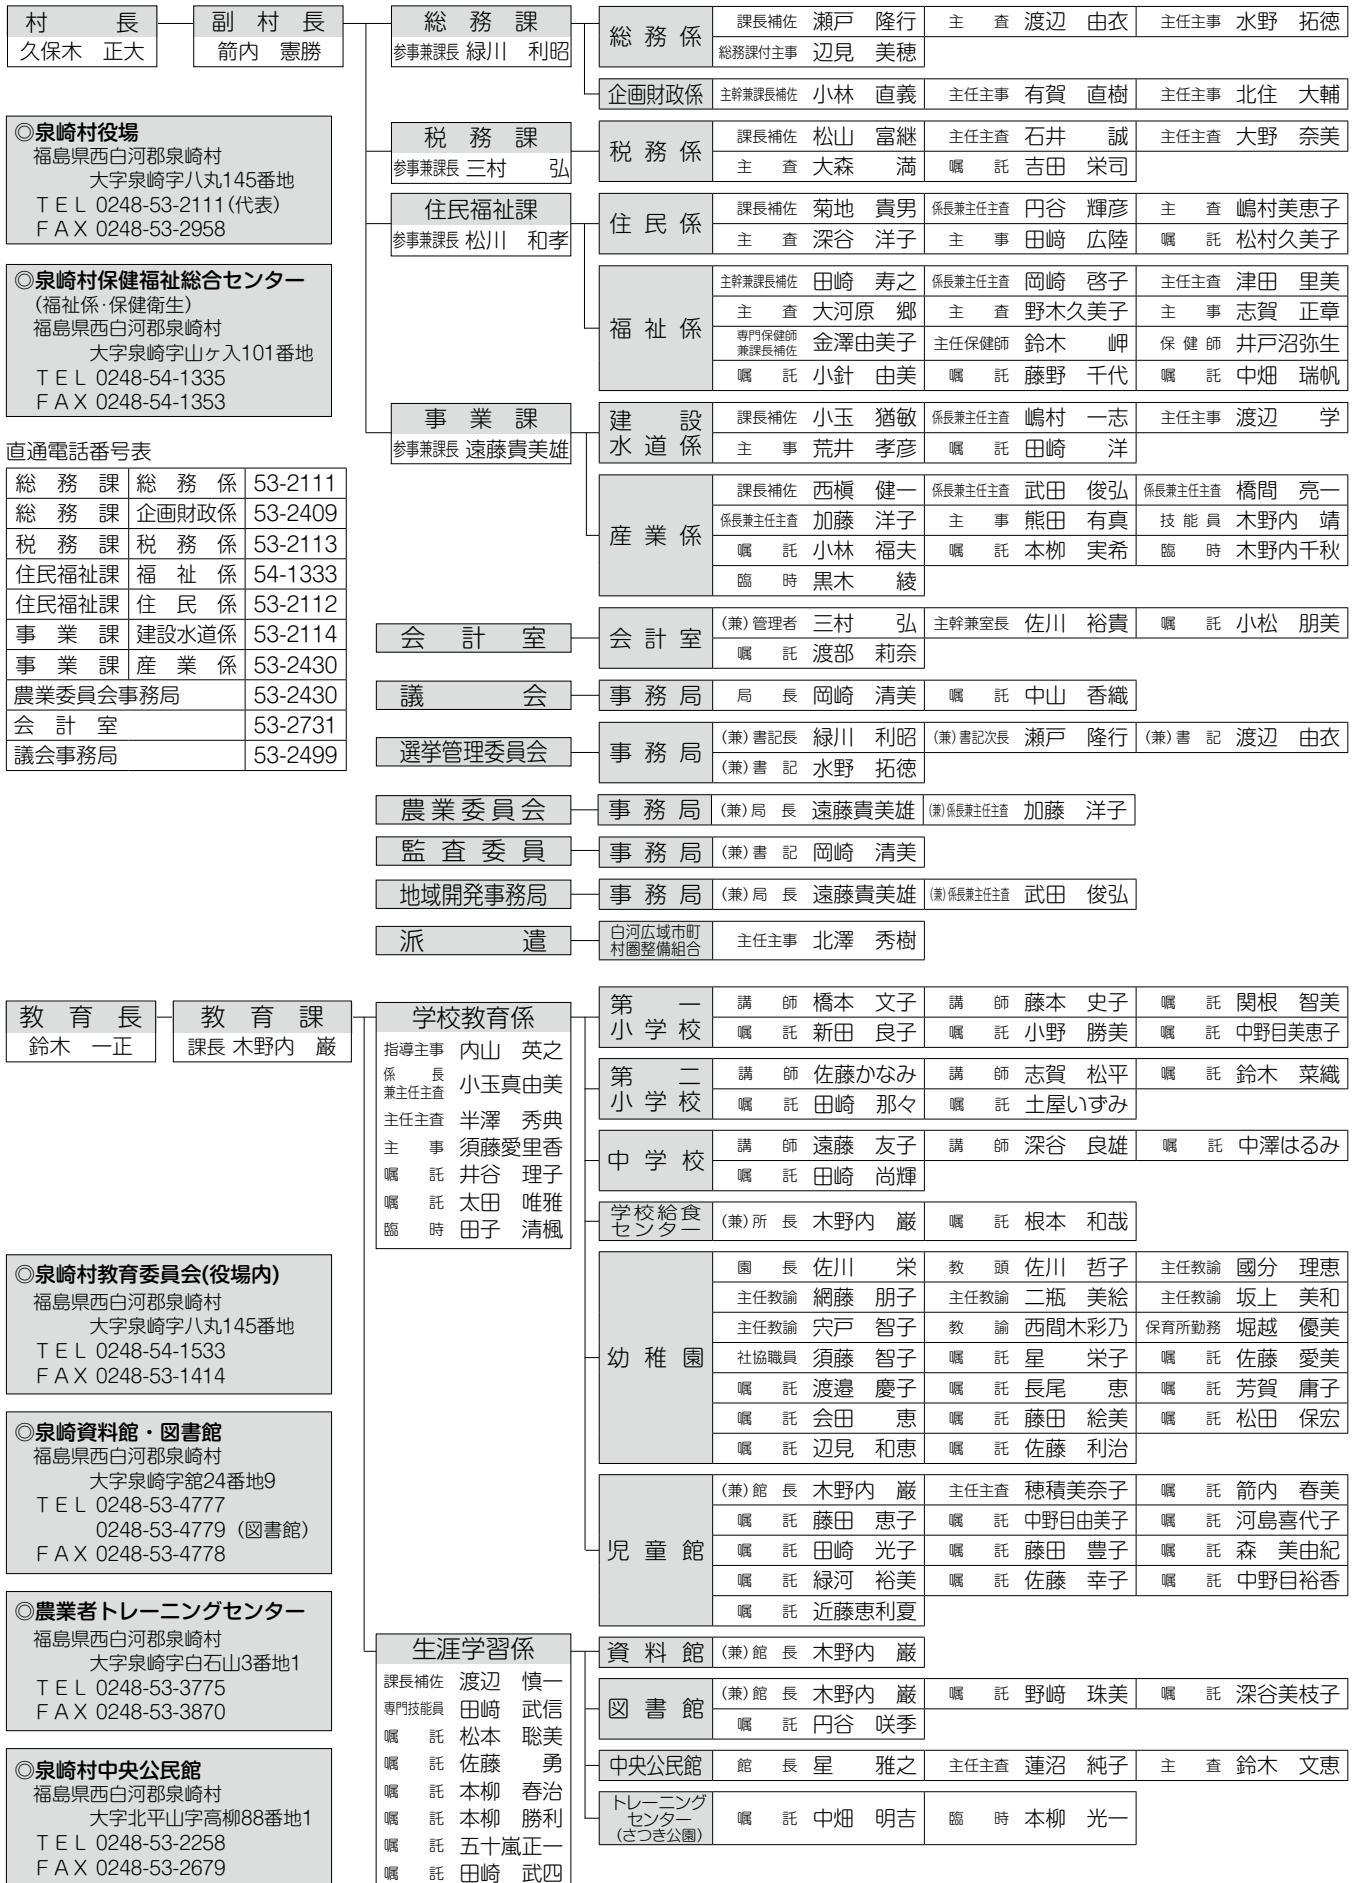 村長
久保木 正大
副村長
箭内 憲勝
総務課
参事兼課長 緑川 利昭
総務係
課長補佐 瀬戸 隆行 主査 渡辺 由衣 主任主事 水野 拓徳
総務課付主事 辺見 美穂
企画財政係 主幹兼課長補佐 小林 直義 主任主事 有賀 直樹 主任主事 北住 大輔
税務課
参事兼課長 三村 弘
税務係
課長補佐 松山 富継 主任主査 石井 誠 主任主査 大野 奈美
主査 大森 満 嘱託 吉田 栄司
住民福祉課
参事兼課長 松川 和孝
住民係
課長補佐 菊地 貴男 係長兼主任主査 円谷 輝彦 主査 嶋村美恵子
主査 深谷 洋子 主事 田﨑 広陸 嘱託 松村久美子
福祉係
主幹兼課長補佐 田崎 寿之 係長兼主任主査 岡崎 啓子 主任主査 津田 里美
主査 大河原 郷 主査 野木久美子 主事 志賀 正章
専門保健師兼課長補佐 金澤由美子 主任保健師 鈴木 岬 保健師 井戸沼弥生
嘱託 小針 由美 嘱託 藤野 千代 嘱託 中畑 瑞帆
事業課
参事兼課長 遠藤貴美雄
建設
水道係
課長補佐 小玉 猶敏 係長兼主任主査 嶋村 一志 主任主事 渡辺 学
主事 荒井 孝彦 嘱託 田崎 洋
産業係
課長補佐 西槇 健一 係長兼主任主査 武田 俊弘 係長兼主任主査 橋間 亮一
係長兼主任主査 加藤 洋子 主事 熊田 有真 技能員 木野内 靖
嘱託 小林 福夫 嘱託 本栁 実希 臨時 木野内千秋
臨時 黒木 綾
会計室
会計室
(兼)管理者 三村 弘 主幹兼室長 佐川 裕貴 嘱託 小松 朋美
嘱託 渡部 莉奈
議会
事務局 局長 岡崎 清美 嘱託 中山 香織
選挙管理委員会
事務局
(兼)書記長 緑川 利昭 (兼)書記次長 瀬戸 隆行 (兼)書記 渡辺 由衣
(兼)書記 水野 拓徳
農業委員会
事務局 (兼)局長 遠藤貴美雄 (兼)係長兼主任主査 加藤 洋子
監査委員
事務局 (兼)書記 岡崎 清美
地域開発事務局
事務局 (兼)局長 遠藤貴美雄 (兼)係長兼主任主査 武田 俊弘
派遣
白河広域市町
村圏整備組合
主任主事 北澤 秀樹
◎泉崎村役場
福島県西白河郡泉崎村
大字泉崎字八丸145番地
TEL 0248-53-2111(代表)
FAX 0248-53-2958
◎泉崎村保健福祉総合センター
(福祉係・保健衛生)
福島県西白河郡泉崎村
大字泉崎字山ヶ入101番地
TEL 0248-54-1335
FAX 0248-54-1353
直通電話番号表
総務課 総務係 53-2111
総務課 企画財政係 53-2409
税務課 税務係 53-2113
住民福祉課 福祉係 54-1333
住民福祉課 住民係 53-2112
事業課 建設水道係 53-2114
事業課 産業係 53-2430
農業委員会事務局 53-2430
会計室 53-2731
議会事務局 53-2499
教育長
鈴木 一正
教育課
課長 木野内 巌
学校教育係
指導主事 内山 英之
係長
兼主任主査 小玉真由美
主任主査 半澤 秀典
主事 須藤愛里香
嘱託 井谷 理子
嘱託 太田 唯雅
臨時 田子 清楓
第一
小学校
講師 橋本 文子 講師 藤本 史子 嘱託 関根 智美
嘱託 新田 良子 嘱託 小野 勝美 嘱託 中野目美恵子
第二
小学校
講師 佐藤かなみ 講師 志賀 松平 嘱託 鈴木 菜織
嘱託 田崎 那々 嘱託 土屋いずみ
中学校
講師 遠藤 友子 講師 深谷 良雄 嘱託 中澤はるみ
嘱託 田崎 尚輝
学校給食
センター
(兼)所長 木野内 巌 嘱託 根本 和哉
幼稚園
園長 佐川 栄 教頭 佐川 哲子 主任教諭 國分 理恵
主任教諭 網藤 朋子 主任教諭 二瓶 美絵 主任教諭 坂上 美和
主任教諭 宍戸 智子 教諭 西間木彩乃 保育所勤務 堀越 優美
社協職員 須藤 智子 嘱託 星 栄子 嘱託 佐藤 愛美
嘱託 渡邉 慶子 嘱託 長尾 恵 嘱託 芳賀 庸子
嘱託 会田 恵 嘱託 藤田 絵美 嘱託 松田 保宏
嘱託 辺見 和恵 嘱託 佐藤 利治
児童館
(兼)館長 木野内 巌 主任主査 穂積美奈子 嘱託 箭内 春美
嘱託 藤田 恵子 嘱託 中野目由美子 嘱託 河島喜代子
嘱託 田崎 光子 嘱託 藤田 豊子 嘱託 森 美由紀
嘱託 緑河 裕美 嘱託 佐藤 幸子 嘱託 中野目裕香
嘱託 近藤恵利夏
生涯学習係
課長補佐 渡辺 慎一
専門技能員 田﨑 武信
嘱託 松本 聡美
嘱託 佐藤 勇
嘱託 本柳 春治
嘱託 本柳 勝利
嘱託 五十嵐正一
嘱託 田崎 武四
資料館 (兼)館長 木野内 巌
図書館
(兼)館長 木野内 巌 嘱託 野﨑 珠美 嘱託 深谷美枝子
嘱託 円谷 咲季
中央公民館 館長 星 雅之 主任主査 蓮沼 純子 主査 鈴木 文恵
トレーニング
センター
(さつき公園)
嘱託 中畑 明吉 臨時 本柳 光一
◎泉崎村教育委員会(役場内)
福島県西白河郡泉崎村
大字泉崎字八丸145番地
TEL 0248-54-1533
FAX 0248-53-1414
◎泉崎資料館・図書館
福島県西白河郡泉崎村
大字泉崎字舘24番地9
TEL 0248-53-4777
0248-53-4779（図書館）
FAX 0248-53-4778
◎農業者トレーニングセンター
福島県西白河郡泉崎村
大字泉崎字白石山3番地1
TEL 0248-53-3775
FAX 0248-53-3870
◎泉崎村中央公民館
福島県西白河郡泉崎村
大字北平山字高柳88番地1
TEL 0248-53-2258
FAX 0248-53-2679